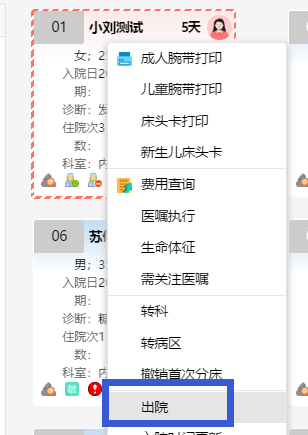 01 小刘测试 5天
女; 2
入院日20
期:
诊断: 发
住院次3
数:
科室: 内
成人腕带打印
儿童腕带打印
床头卡打印
新生儿床头卡
费用查询
医嘱执行
生命体征
需关注医嘱
转科
转病区
撤销首次分床
出院
06 苏
男; 3
入院日20
期:
诊断: 糖
住院次1
数:
科室: 内
敏